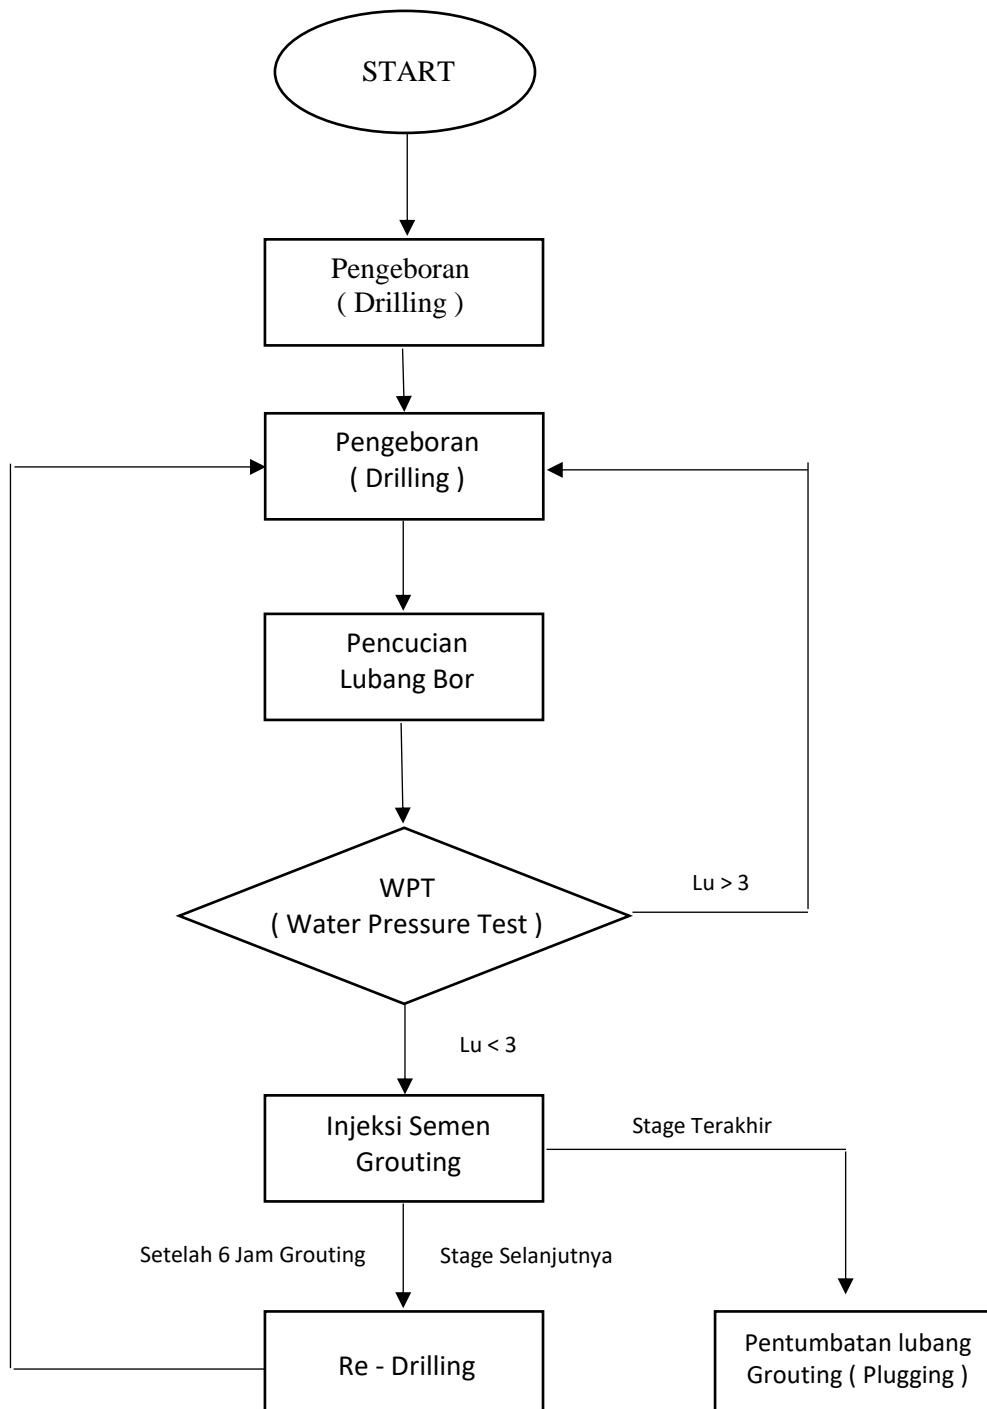 START
Pengeboran
( Drilling )
Pengeboran
( Drilling )
Pencucian
Lubang Bor
WPT
( Water Pressure Test )
Lu > 3
Lu < 3
Injeksi Semen
Grouting
Stage Terakhir
Setelah 6 Jam Grouting
Stage Selanjutnya
Re - Drilling
Pentumbatan lubang
Grouting ( Plugging )